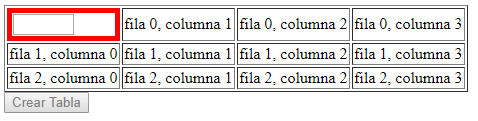 fila 0, columna 1 fila 0, columna 2 fila 0, columna 3
fila 1, columna 0 fila 1, columna 1 fila 1, columna 2 fila 1, columna 3
fila 2, columna 0 fila 2, columna 1 fila 2, columna 2 fila 2, columna 3
Crear Tabla